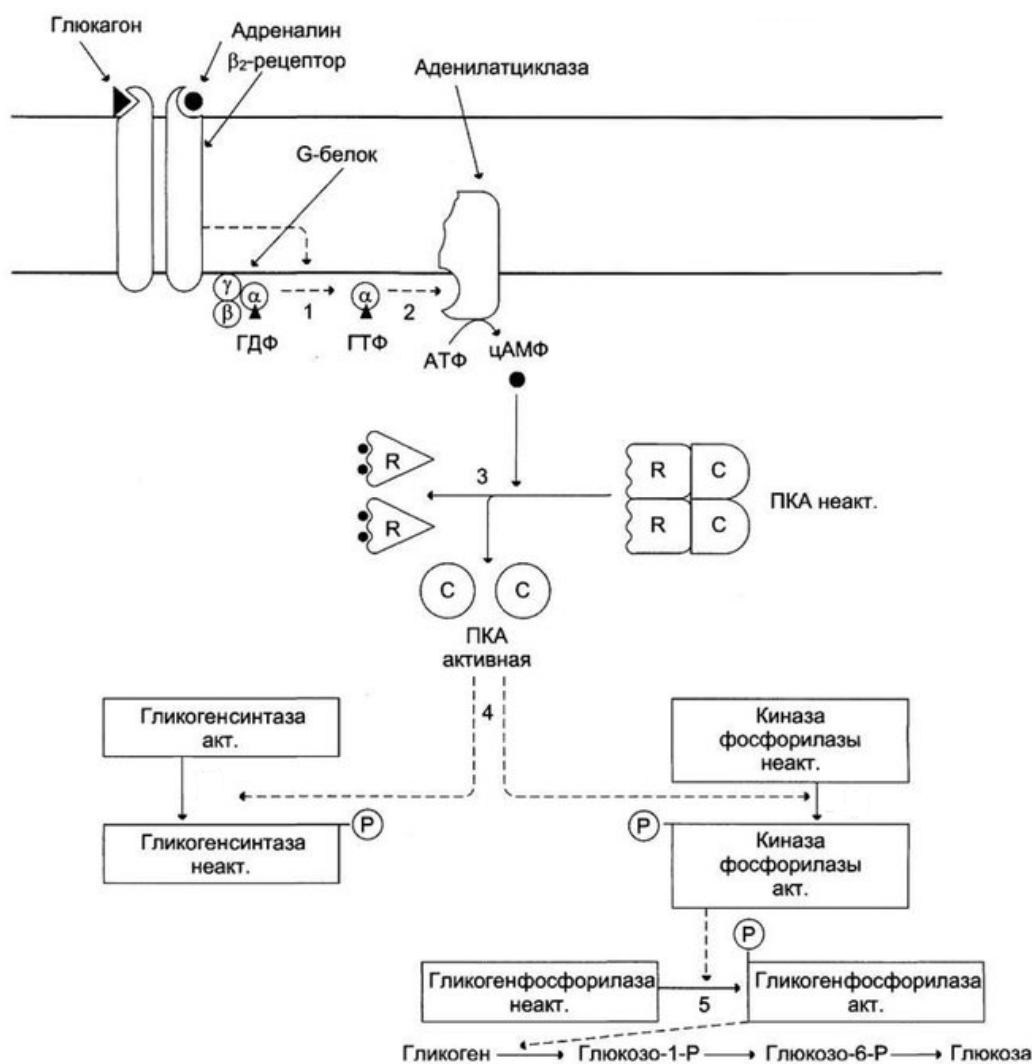 Глюкагон
Адреналин
β₂-рецептор
Аденилатциклаза
G-белок
γ
α
β
1
α
2
ГДФ
ГТФ
АТФ
цАМФ
R
3
R
C
ПКА неакт.
R
R
C
C
C
ПКА
активная
4
Гликогенсинтаза
акт.
Киназа
фосфорилазы
неакт.
P
P
Гликогенсинтаза
неакт.
Киназа
фосфорилазы
акт.
P
Гликогенфосфорилаза
неакт.
5
Гликогенфосфорилаза
акт.
Гликоген
Глюкозо-1-Р
Глюкозо-6-Р
Глюкоза